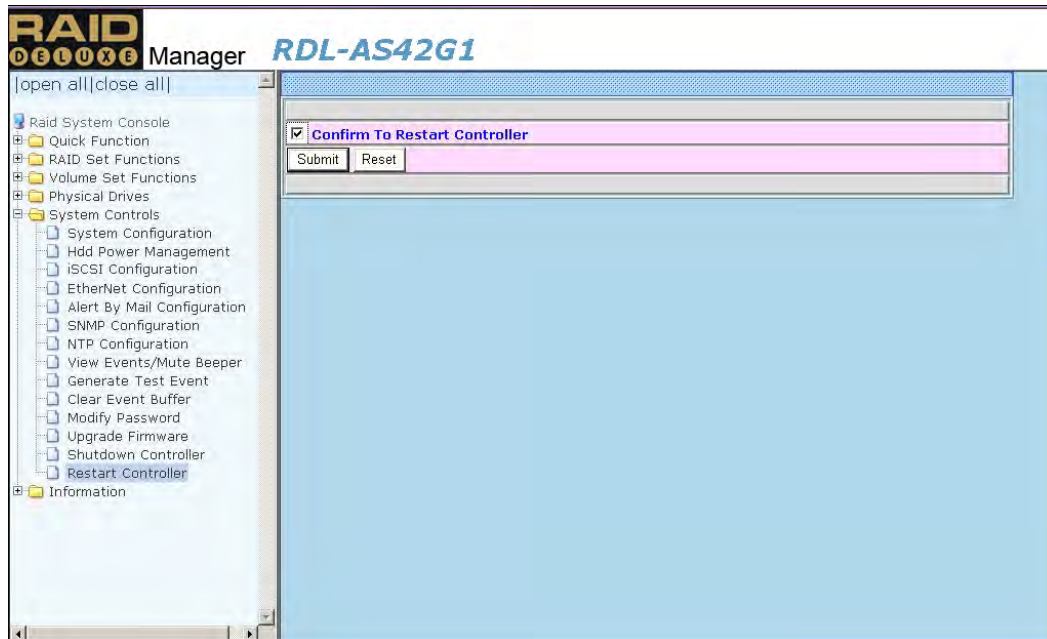 RAID
DELUXE Manager
RDL-AS42G1
|open all|close all|
Raid System Console
Quick Function
RAID Set Functions
Volume Set Functions
Physical Drives
System Controls
System Configuration
Hdd Power Management
iSCSI Configuration
EtherNet Configuration
Alert By Mail Configuration
SNMP Configuration
NTP Configuration
View Events/Mute Beeper
Generate Test Event
Clear Event Buffer
Modify Password
Upgrade Firmware
Shutdown Controller
Restart Controller
Information
Confirm To Restart Controller
Submit Reset